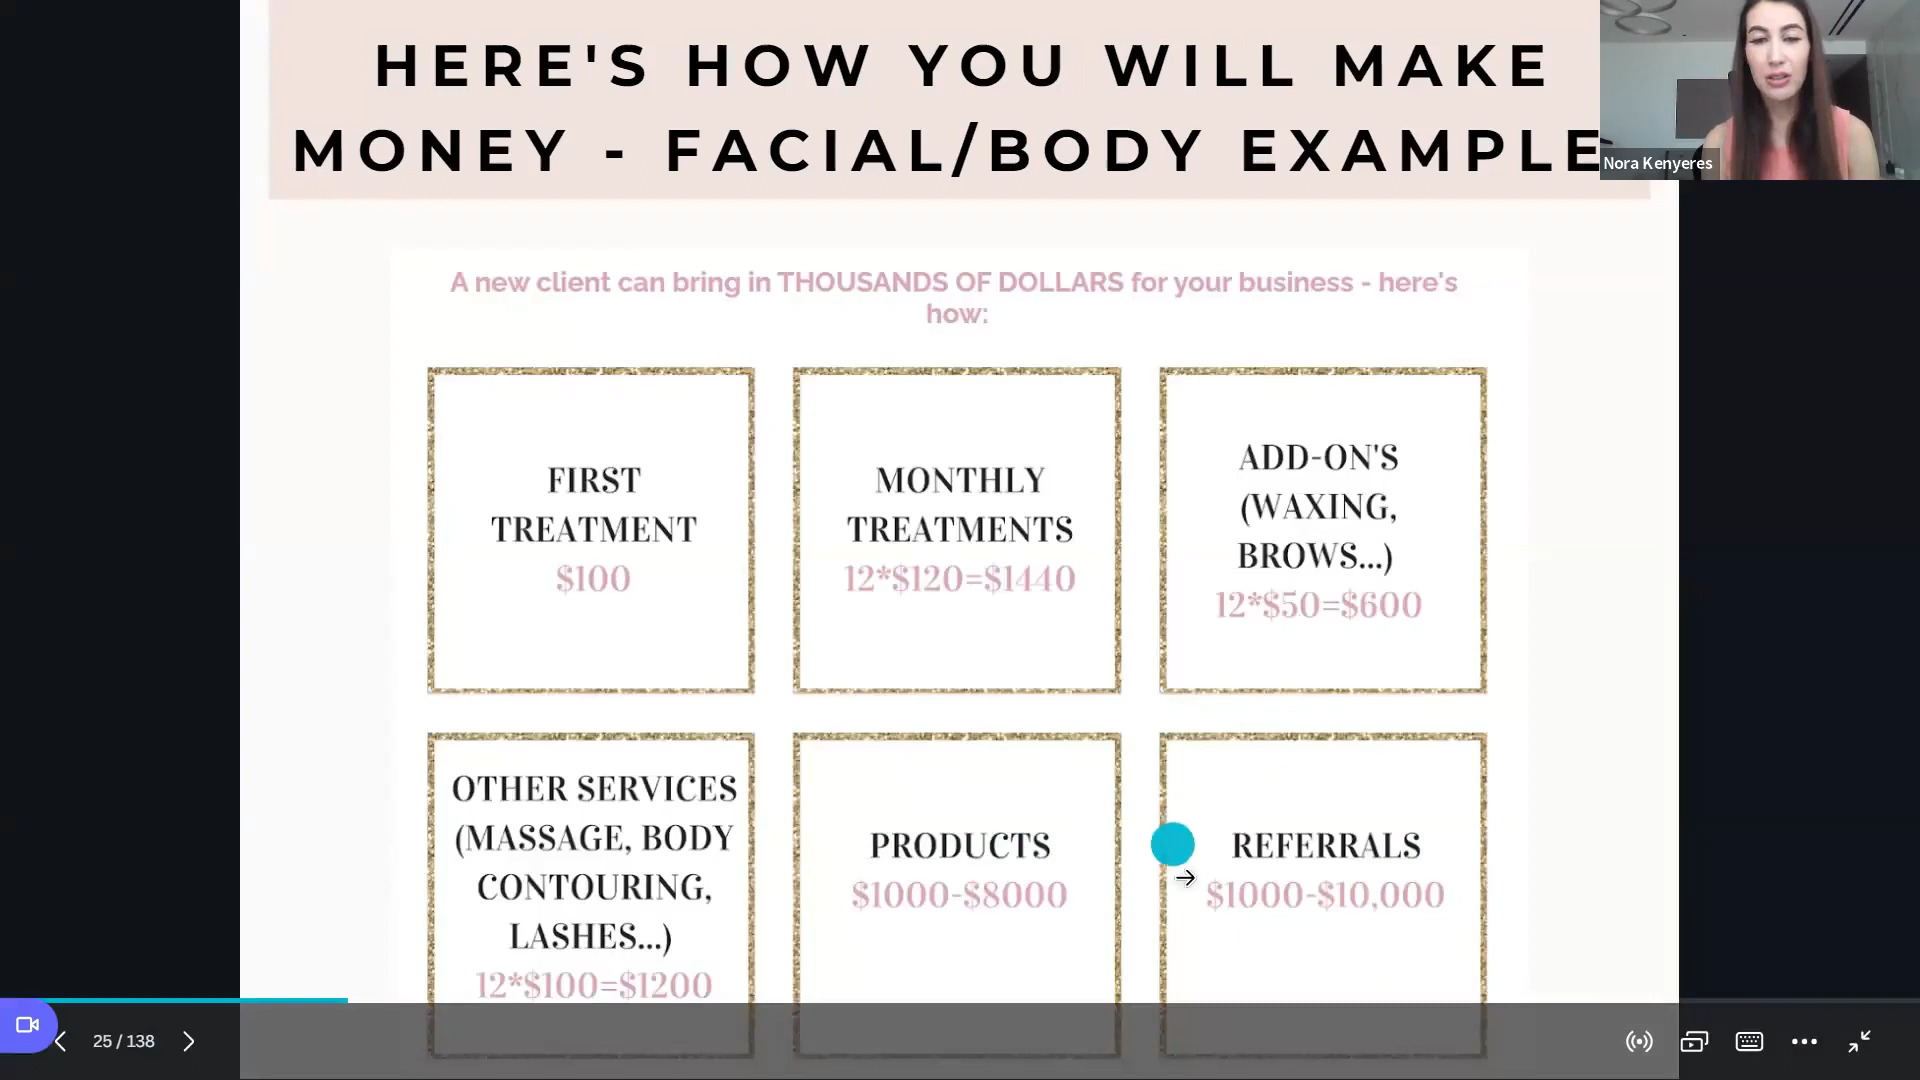 HERE'S HOW YOU WILL MAKE
MONEY - FACIAL/BODY EXAMPLE
Nora Kenyeres
A new client can bring in THOUSANDS OF DOLLARS for your business - here's
how:
FIRST
TREATMENT
$100
MONTHLY
TREATMENTS
12*$120=$1440
ADD-ON'S
(WAXING,
BROWS...)
12*$50=$600
OTHER SERVICES
(MASSAGE, BODY
CONTOURING,
LASHES...)
12*$100=$1200
PRODUCTS
$1000-$8000
REFERRALS
$1000-$10,000
25 / 138